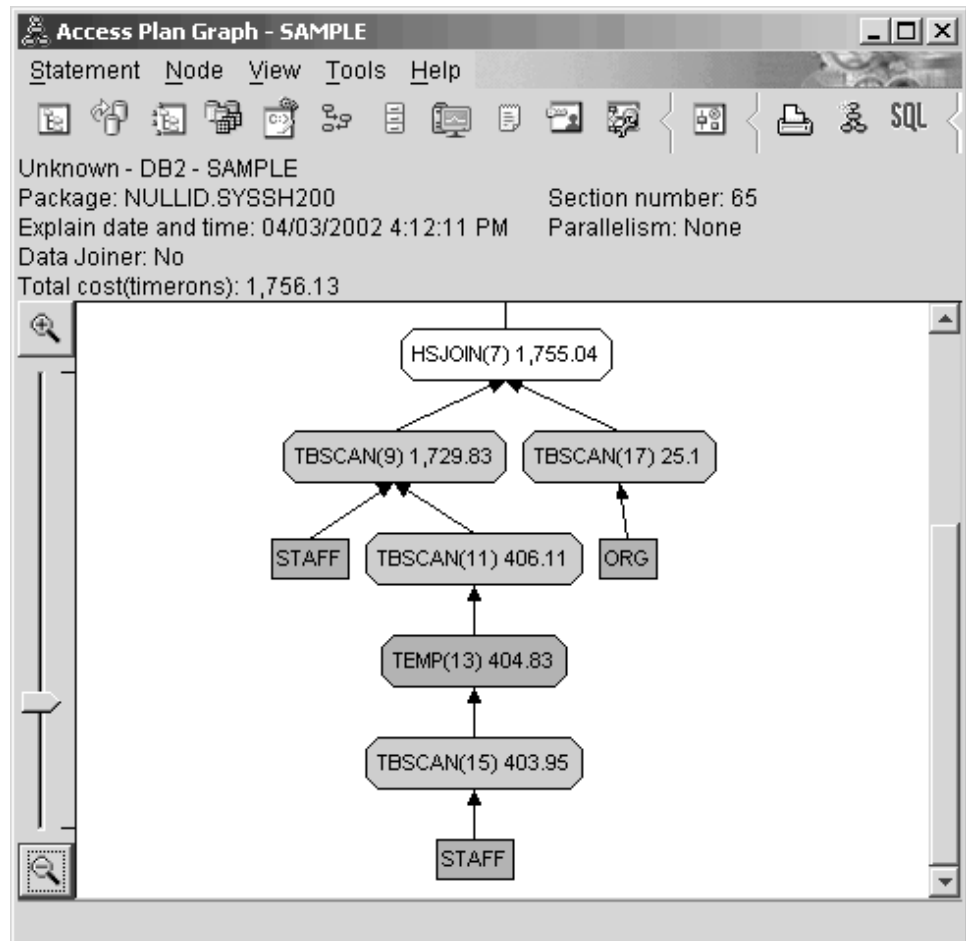 Access Plan Graph - SAMPLE
Statement Node View Tools Help
SQL
Unknown - DB2 - SAMPLE
Package: NULLID.SYSSH200 Section number: 65
Explain date and time: 04/03/2002 4:12:11 PM Parallelism: None
Data Joiner: No
Total cost(timerons): 1,756.13
HSJOIN(7) 1,755.04
TBSCAN(9) 1,729.83 TBSCAN(17) 25.1
STAFF TBSCAN(11) 406.11 ORG
TEMP(13) 404.83
TBSCAN(15) 403.95
STAFF